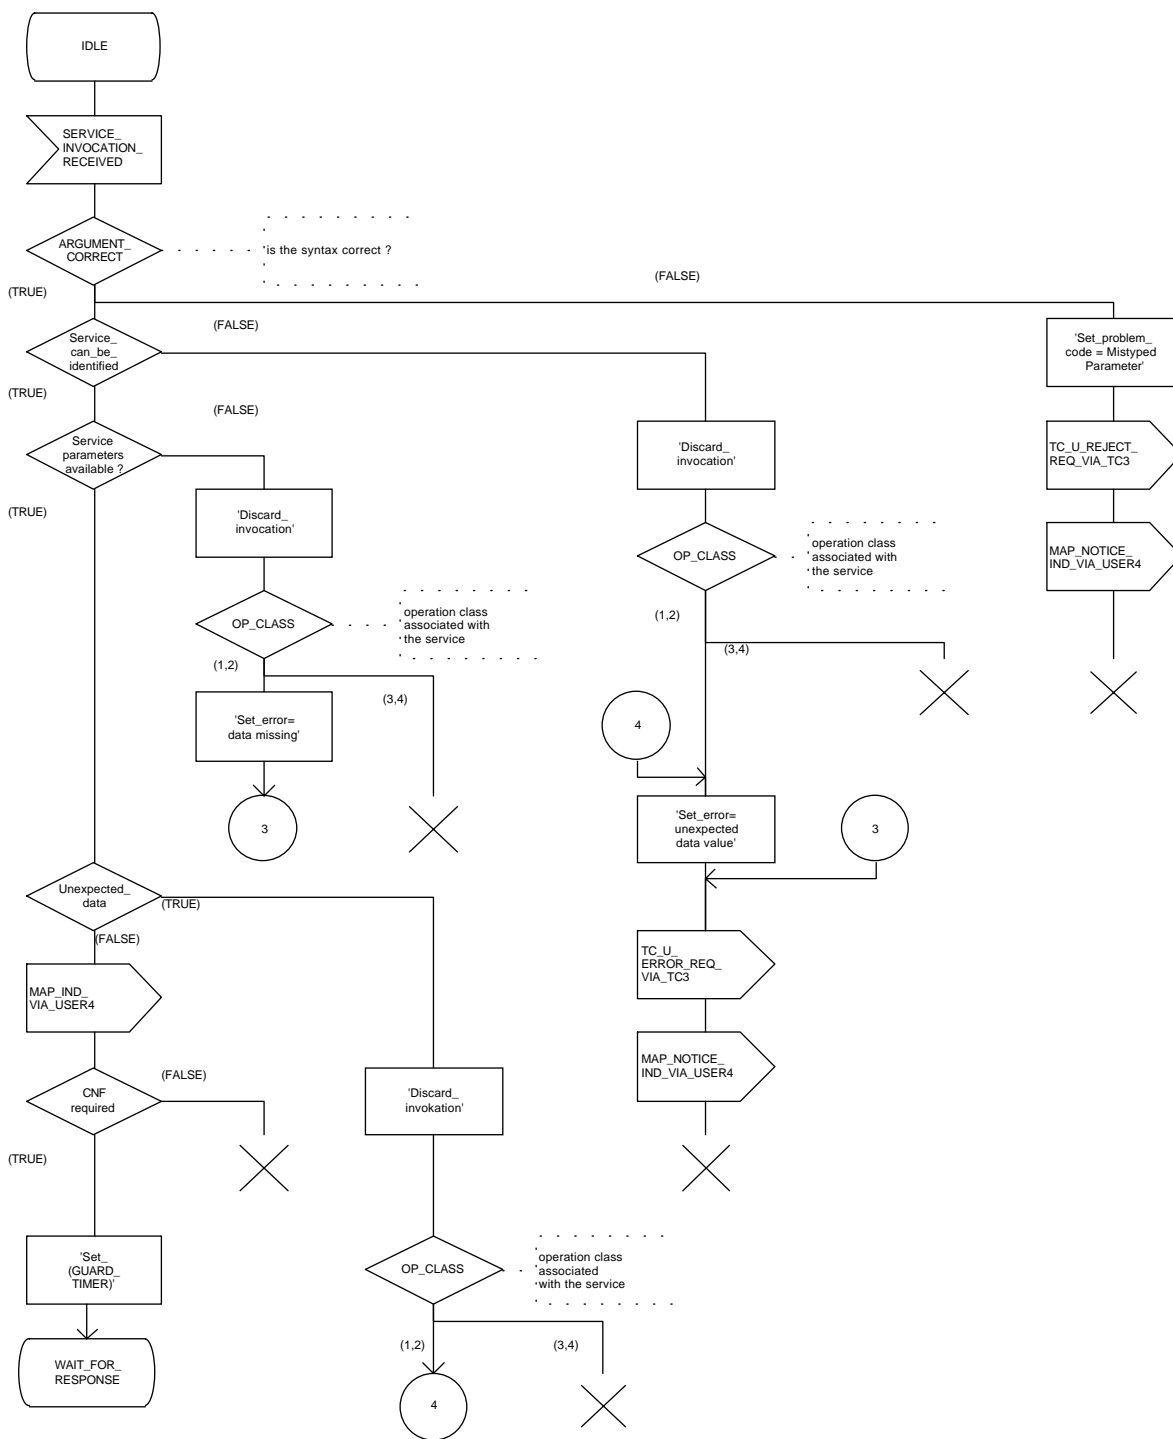 IDLE
SERVICE_
INVOCATION_
RECEIVED
ARGUMENT_
CORRECT
is the syntax correct ?
(TRUE)
(FALSE)
Service_
can_be_
identified
(FALSE)
'Set_problem_
code = Mistyped
Parameter'
(TRUE)
(FALSE)
Service
parameters
available ?
'Discard_
invocation'
TC_U_REJECT_
REQ_VIA_TC3
(TRUE)
'Discard_
invocation'
OP_CLASS
operation class
associated with
the service
MAP_NOTICE_
IND_VIA_USER4
OP_CLASS
operation class
associated with
the service
(1,2)
(3,4)
(1,2)
(3,4)
'Set_error=
data missing'
4
3
'Set_error=
unexpected
data value'
3
Unexpected_
data
(TRUE)
(FALSE)
TC_U_
ERROR_REQ_
VIA_TC3
MAP_IND_
VIA_USER4
MAP_NOTICE_
IND_VIA_USER4
CNF
required
(FALSE)
'Discard_
invokation'
(TRUE)
'Set_
(GUARD_
TIMER)'
OP_CLASS
operation class
associated
with the service
(1,2)
(3,4)
WAIT_FOR_
RESPONSE
4